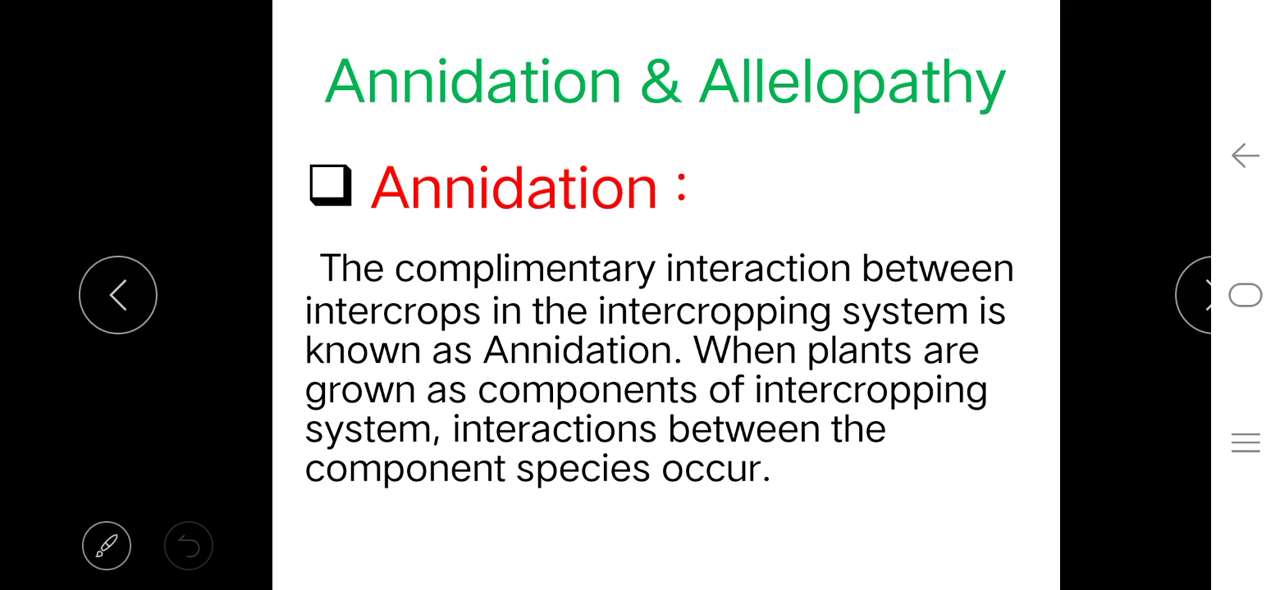 Annidation & Allelopathy
Annidation :
The complimentary interaction between
intercrops in the intercropping system is
known as Annidation. When plants are
grown as components of intercropping
system, interactions between the
component species occur.